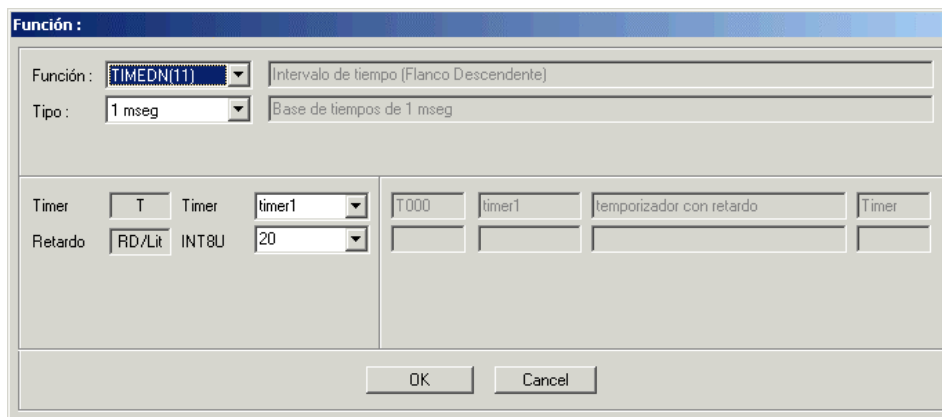 Función :
Función : TIMEDN(11) Intervalo de tiempo (Flanco Descendente)
Tipo : 1 mseg Base de tiempos de 1 mseg
Timer T Timer timer1 T000 timer1 temporizador con retardo Timer
Retardo RD/Lit INT8U 20
OK Cancel